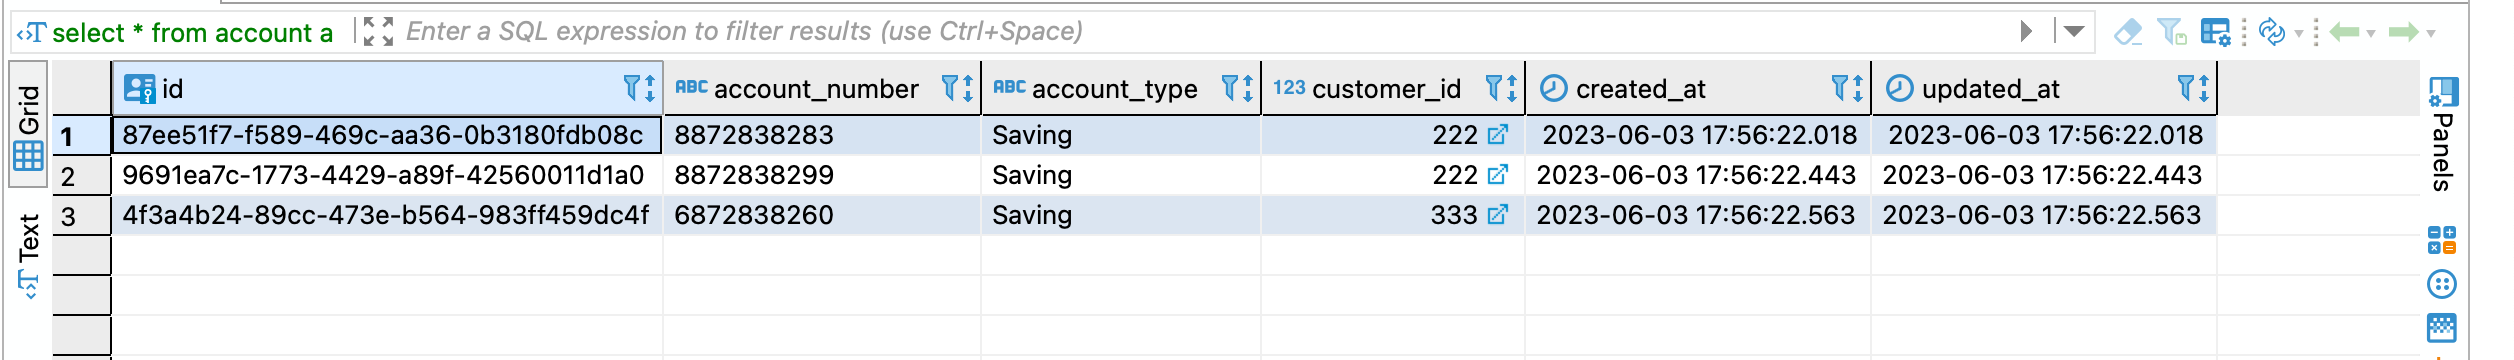 select * from account a Enter a SQL expression to filter results (use Ctrl+Space)
Grid
Text
id ABC account_number ABC account_type 123 customer_id created_at updated_at
1 87ee51f7-f589-469c-aa36-0b3180fdb08c 8872838283 Saving 222 2023-06-03 17:56:22.018 2023-06-03 17:56:22.018
2 9691ea7c-1773-4429-a89f-42560011d1a0 8872838299 Saving 222 2023-06-03 17:56:22.443 2023-06-03 17:56:22.443
3 4f3a4b24-89cc-473e-b564-983ff459dc4f 6872838260 Saving 333 2023-06-03 17:56:22.563 2023-06-03 17:56:22.563
Panels